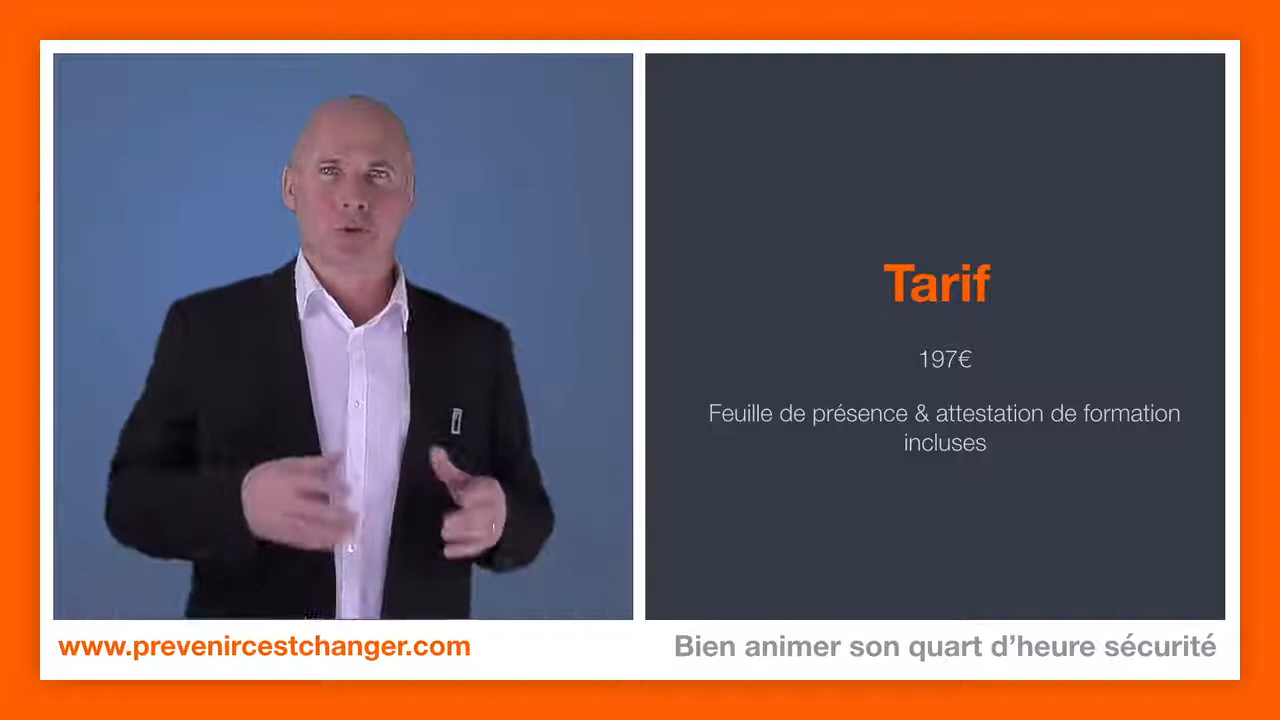 Tarif
197€
Feuille de présence & attestation de formation
incluses
www.prevenircestchanger.com
Bien animer son quart d’heure sécurité